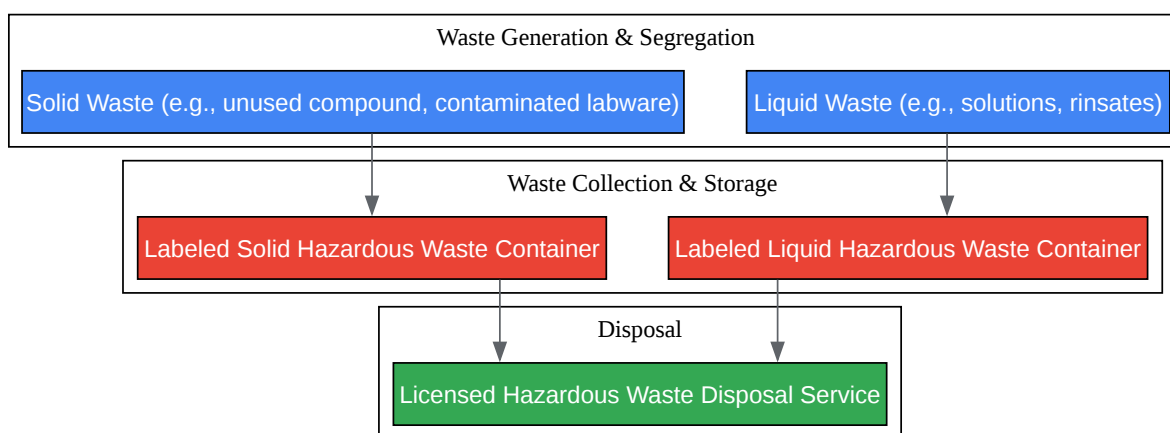 Waste Generation & Segregation
Solid Waste (e.g., unused compound, contaminated labware)
Liquid Waste (e.g., solutions, rinsates)
Waste Collection & Storage
Labeled Solid Hazardous Waste Container
Labeled Liquid Hazardous Waste Container
Disposal
Licensed Hazardous Waste Disposal Service